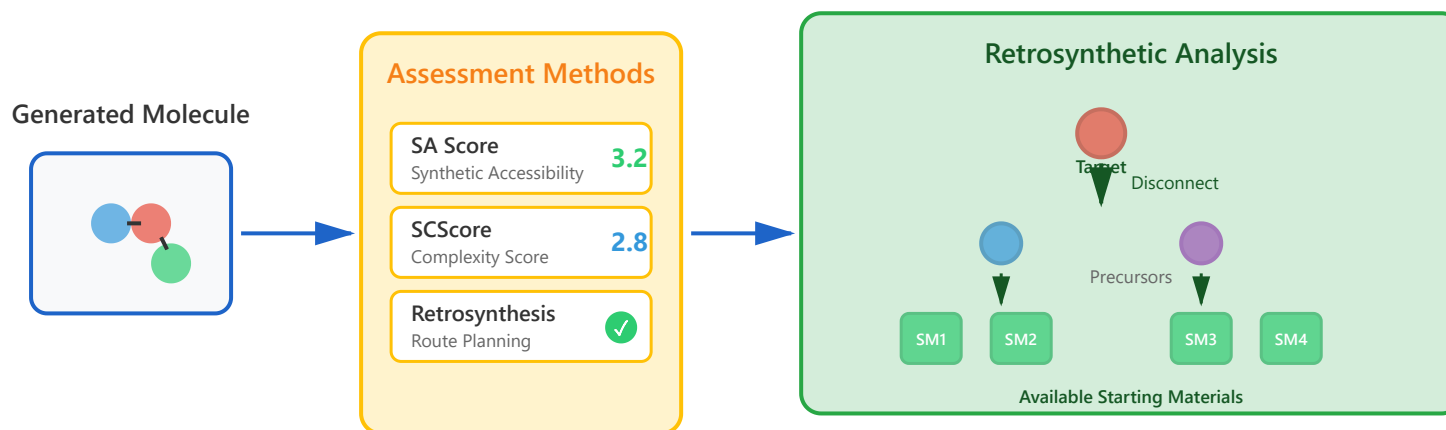 Generated Molecule
Assessment Methods
SA Score
Synthetic Accessibility
3.2
SCScore
Complexity Score
2.8
Retrosynthesis
Route Planning
✓
Retrosynthetic Analysis
Target
Disconnect
Precursors
SM1
SM2
SM3
SM4
Available Starting Materials